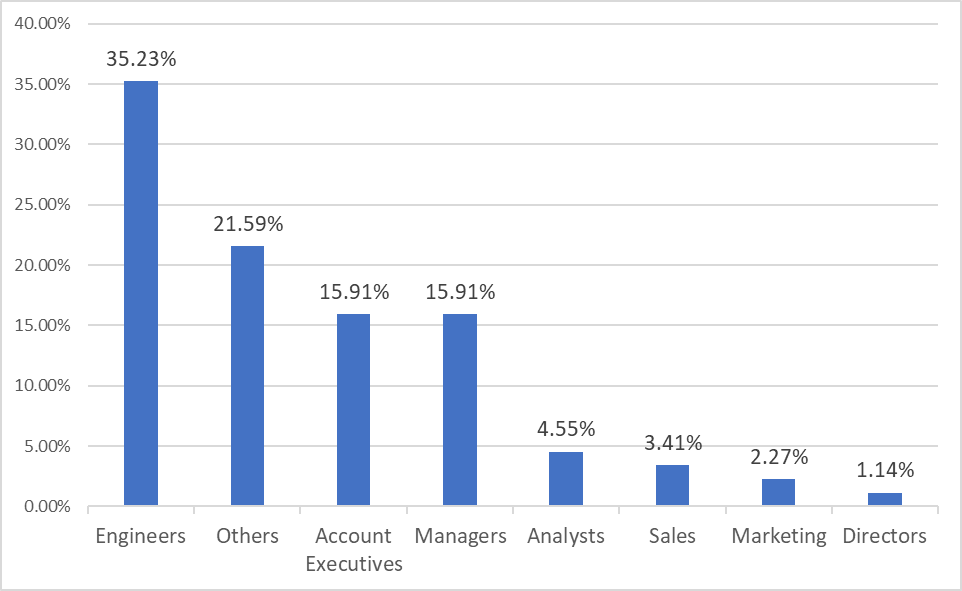 40.00%
35.00%
30.00%
25.00%
20.00%
15.00%
10.00%
5.00%
0.00%
35.23%
21.59%
15.91%
15.91%
4.55%
3.41%
2.27%
1.14%
Engineers
Others
Account
Executives
Managers
Analysts
Sales
Marketing
Directors